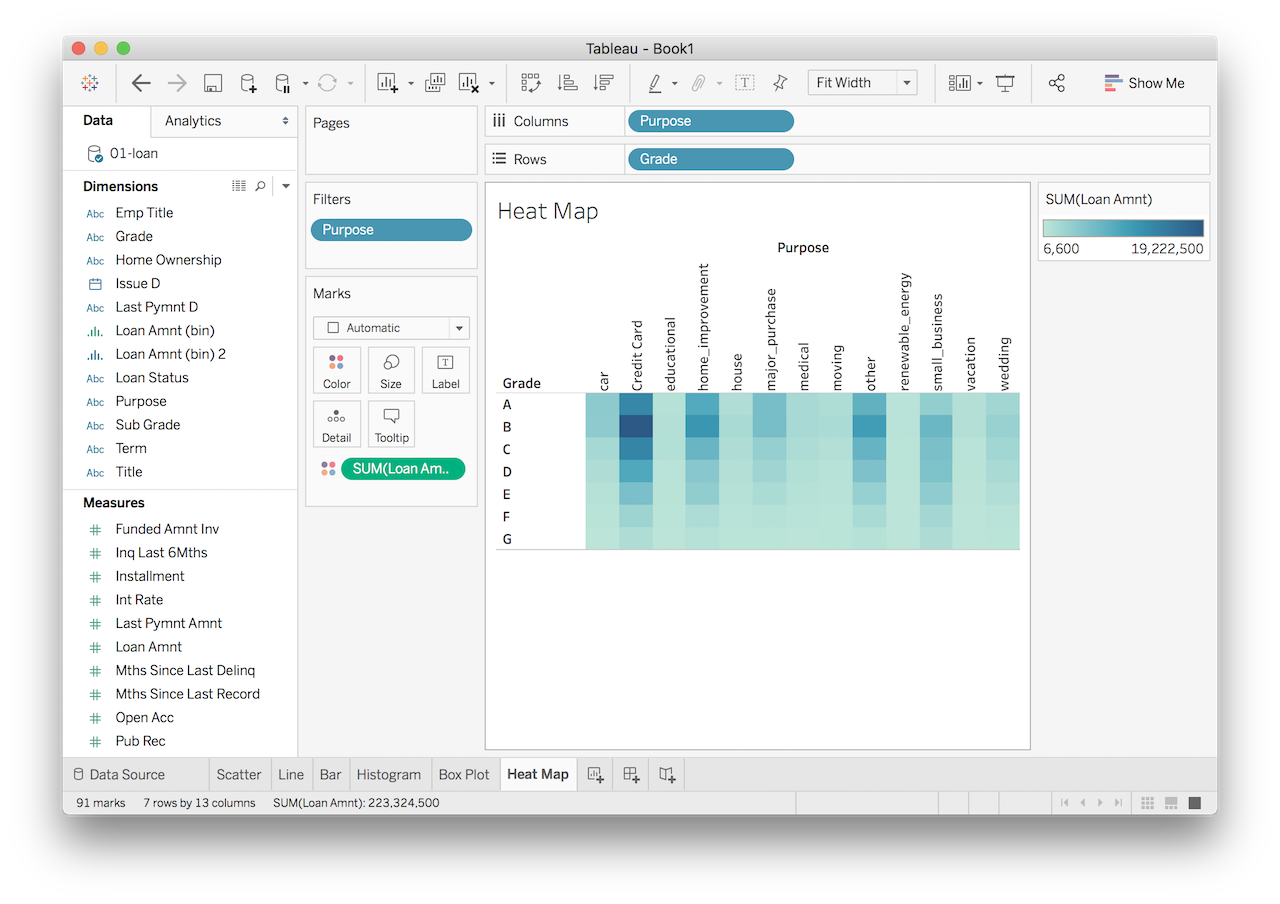 Tableau - Book1
Fit Width
Show Me
Data
Analytics
01-loan
Dimensions
Abc Emp Title
Abc Grade
Abc Home Ownership
Issue D
Abc Last Pymnt D
Loan Amnt (bin)
Loan Amnt (bin) 2
Abc Loan Status
Abc Purpose
Abc Sub Grade
Abc Term
Abc Title
Measures
Funded Amnt Inv
Inq Last 6Mths
Installment
Int Rate
Last Pymnt Amnt
Loan Amnt
Mths Since Last Delinq
Mths Since Last Record
Open Acc
Pub Rec
Pages
Filters
Purpose
Marks
Automatic
Color
Size
T
Label
Detail
Tooltip
SUM(Loan Am..
Columns
Purpose
Rows
Grade
Heat Map
Purpose
Grade
car
Credit Card
educational
home_improvement
house
major_purchase
medical
moving
other
renewable_energy
small_business
vacation
wedding
A
B
C
D
E
F
G
SUM(Loan Amnt)
6,600 19,222,500
Data Source
Scatter
Line
Bar
Histogram
Box Plot
Heat Map
91 marks 7 rows by 13 columns SUM(Loan Amnt): 223,324,500